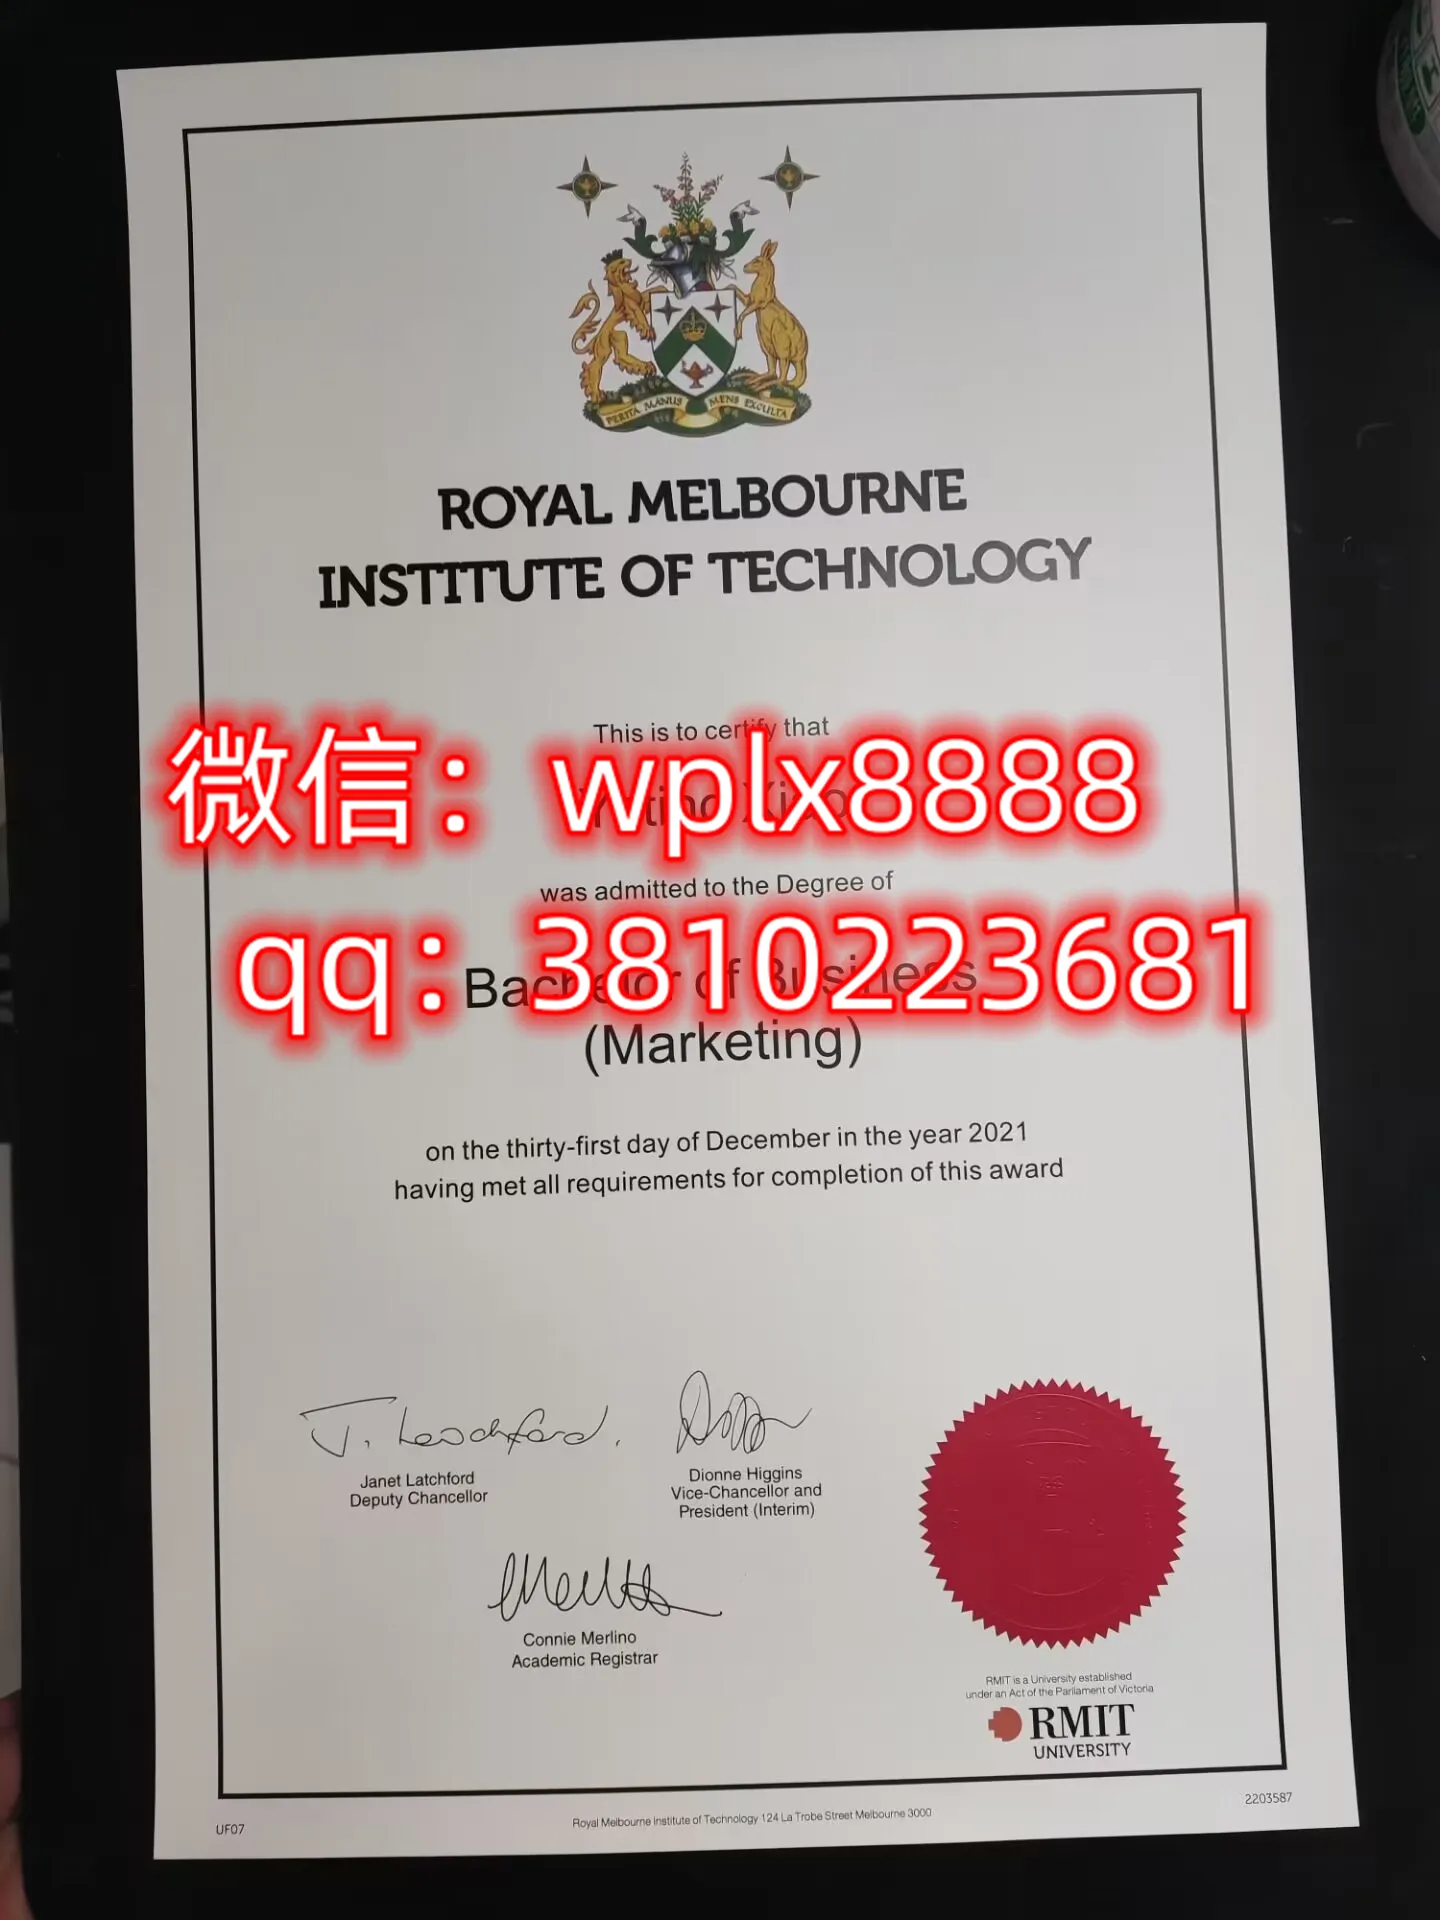 PERITA MANUS MENS EXCULTA
ROYAL MELBOURNE
INSTITUTE OF TECHNOLOGY
This is to certify that
微信：wplx8888
was admitted to the Degree of
qq：3810223681
Bachelor of Business
(Marketing)
on the thirty-first day of December in the year 2021
having met all requirements for completion of this award
J. Latchford.
Janet Latchford
Deputy Chancellor
Dionne Higgins
Vice-Chancellor and
President (Interim)
Connie Merlino
Academic Registrar
RMIT is a University established
under an Act of the Parliament of Victoria
RMIT
UNIVERSITY
UF07
Royal Melbourne Institute of Technology 124 La Trobe Street Melbourne 3000
2203587